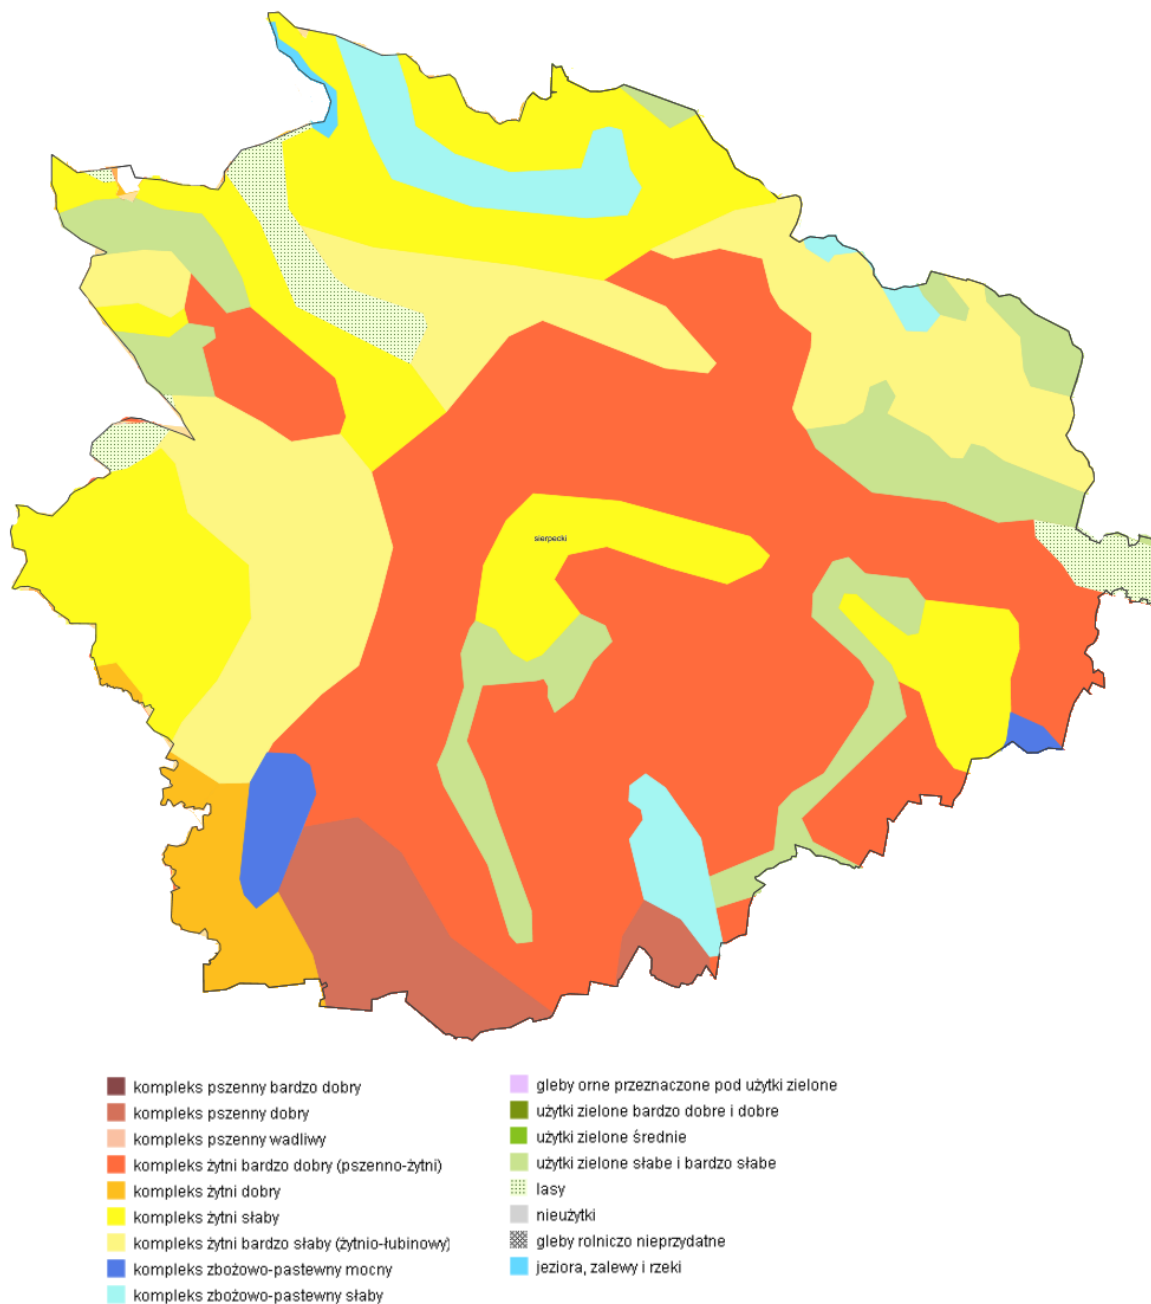 sierpecki
kompleks pszenny bardzo dobry
kompleks pszenny dobry
kompleks pszenny wadliwy
kompleks żytni bardzo dobry (pszenno-żytni)
kompleks żytni dobry
kompleks żytni słaby
kompleks żytni bardzo słaby (żytnio-łubinowy)
kompleks zbożowo-pastewny mocny
kompleks zbożowo-pastewny słaby
gleby orne przeznaczone pod użytki zielone
użytki zielone bardzo dobre i dobre
użytki zielone średnie
użytki zielone słabe i bardzo słabe
lasy
nieużytki
gleby rolniczo nieprzydatne
jeziora, zalewy i rzeki